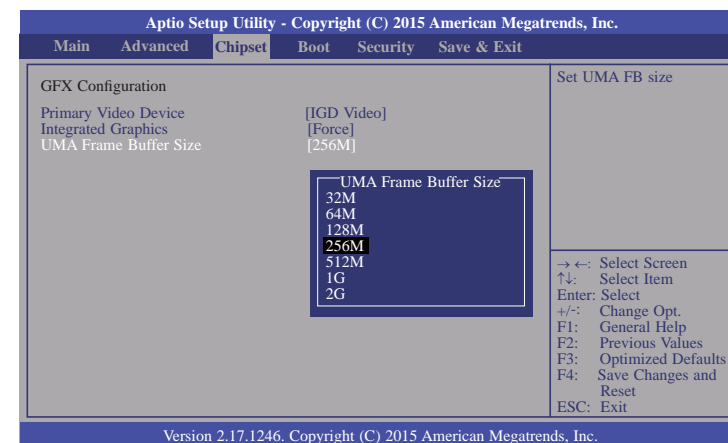 Aptio Setup Utility - Copyright (C) 2015 American Megatrends, Inc.
Main Advanced Chipset Boot Security Save & Exit
GFX Configuration
Primary Video Device [IGD Video]
Integrated Graphics [Force]
UMA Frame Buffer Size [256M]
UMA Frame Buffer Size
32M
64M
128M
256M
512M
1G
2G
Set UMA FB size
→ ←: Select Screen
↑↓: Select Item
Enter: Select
+/-: Change Opt.
F1: General Help
F2: Previous Values
F3: Optimized Defaults
F4: Save Changes and
Reset
ESC: Exit
Version 2.17.1246. Copyright (C) 2015 American Megatrends, Inc.